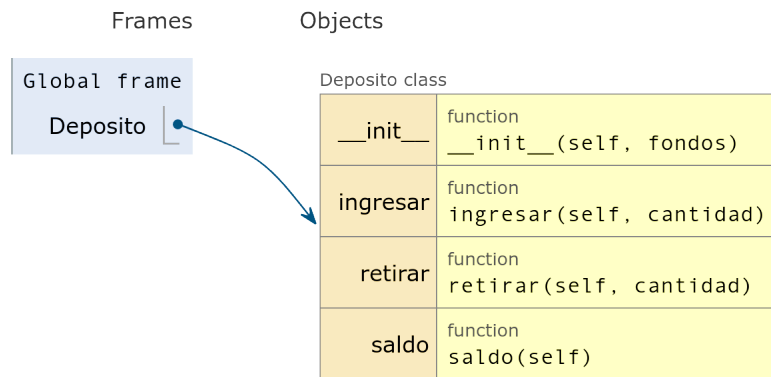 Frames Objects
Global frame
Deposito
Deposito class
__init__
function
__init__(self, fondos)
ingresar
function
ingresar(self, cantidad)
retirar
function
retirar(self, cantidad)
saldo
function
saldo(self)